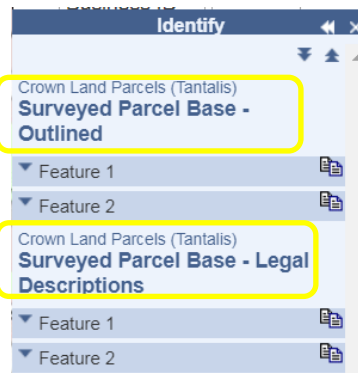 Identify
Crown Land Parcels (Tantalis)
Surveyed Parcel Base -
Outlined
Feature 1
Feature 2
Crown Land Parcels (Tantalis)
Surveyed Parcel Base - Legal
Descriptions
Feature 1
Feature 2